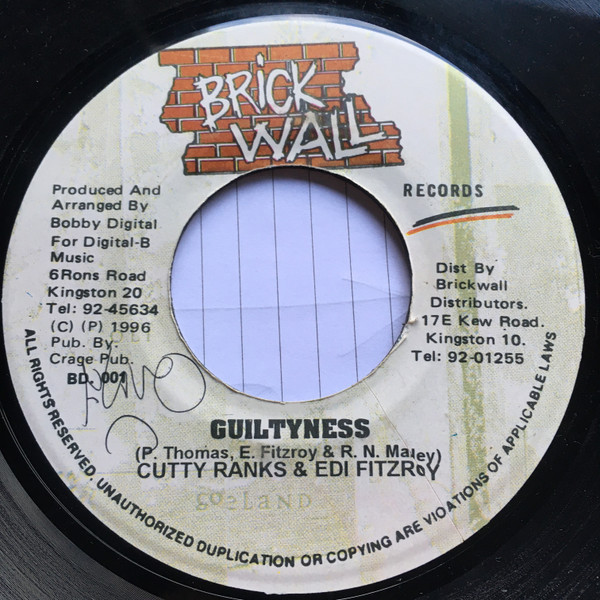 BRICK
WALL
RECORDS
Produced And
Arranged By
Bobby Digital
For Digital-B
Music
6Rons Road
Kingston 20
Tel: 92-45634
(C) (P) 1996
Pub. By:
Crage Pub.
BD 001
Dist By
Brickwall
Distributors.
17E Kew Road.
Kingston 10.
Tel: 92-01255
GUILTYNESS
(P. Thomas, E. Fitzroy & R. N. Marley)
CUTTY RANKS & EDI FITZROY
ALL RIGHTS RESERVED. UNAUTHORIZED DUPLICATION OR COPYING ARE VIOATIONS OF APPLICABLE LAWS